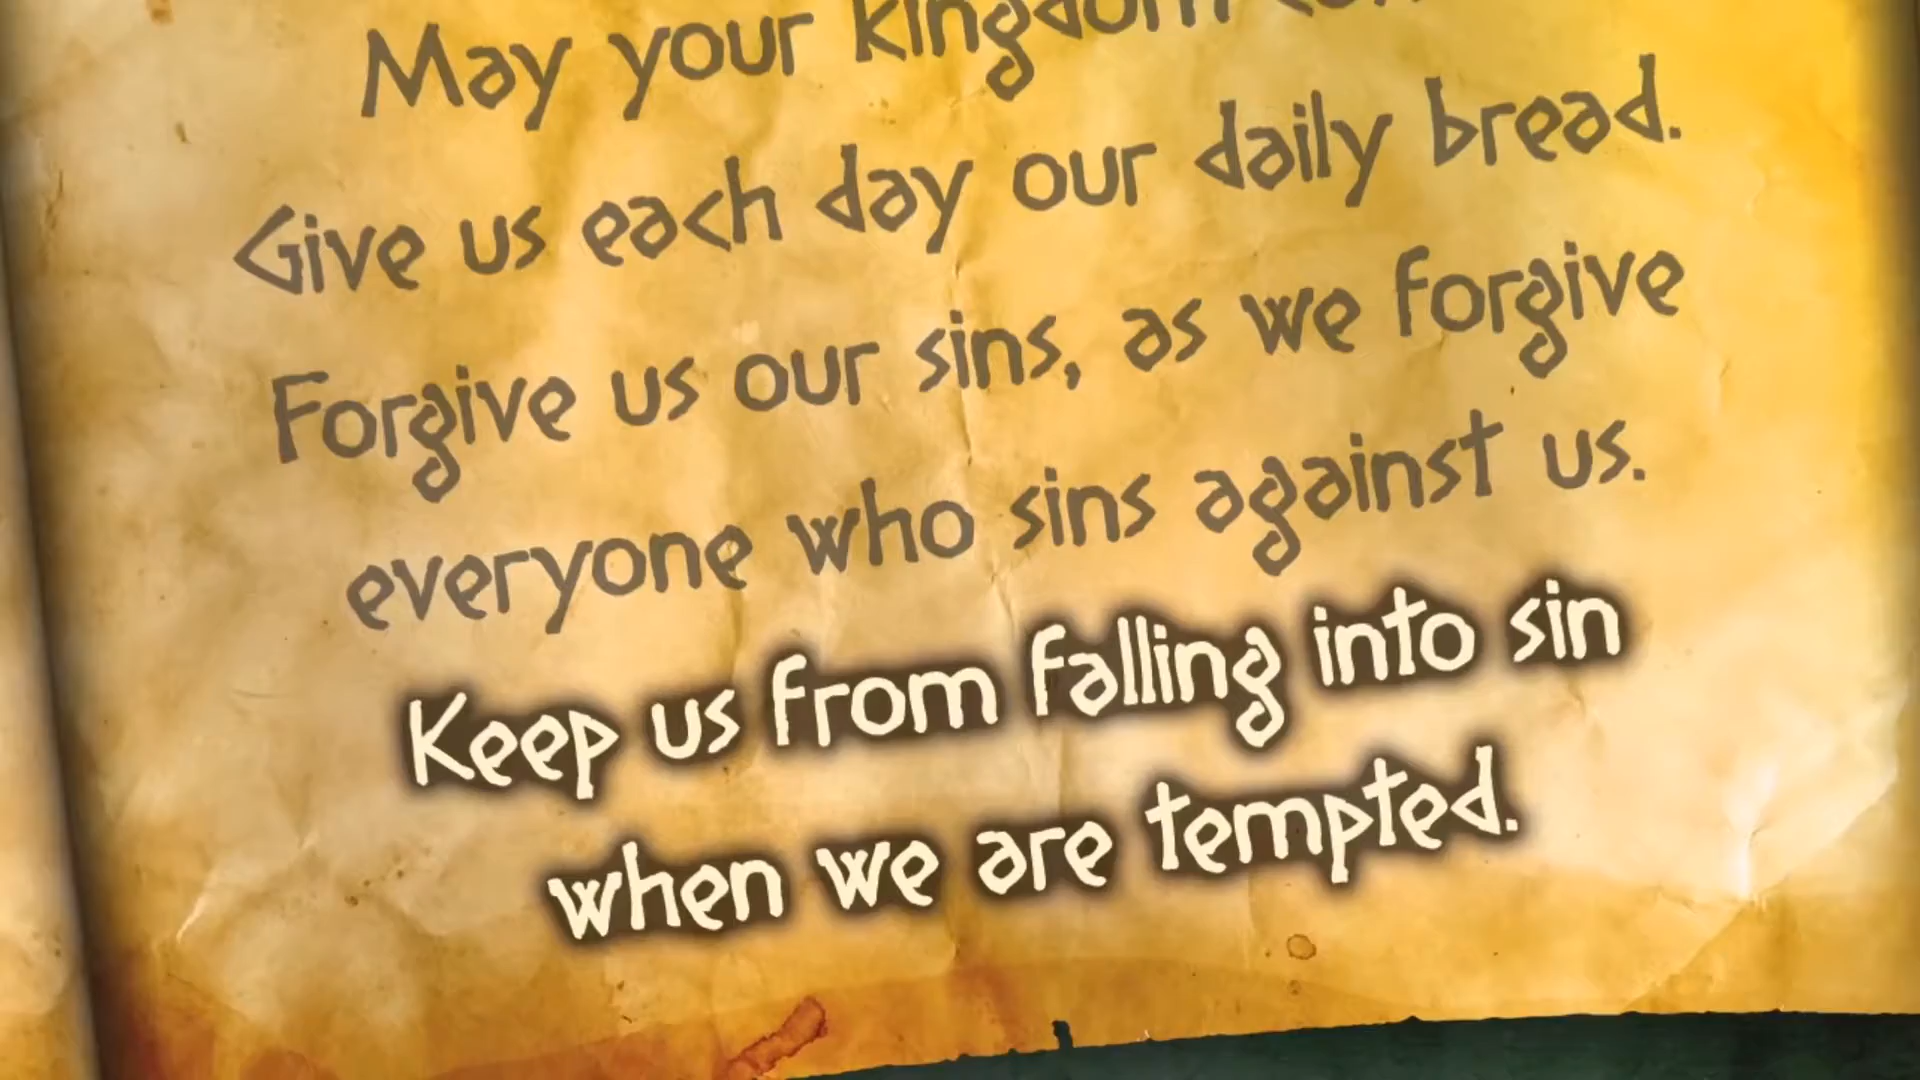 May your kingdom
Give us each day our daily bread.
Forgive us our sins, as we forgive
everyone who sins against us.
Keep us from falling into sin
when we are tempted.